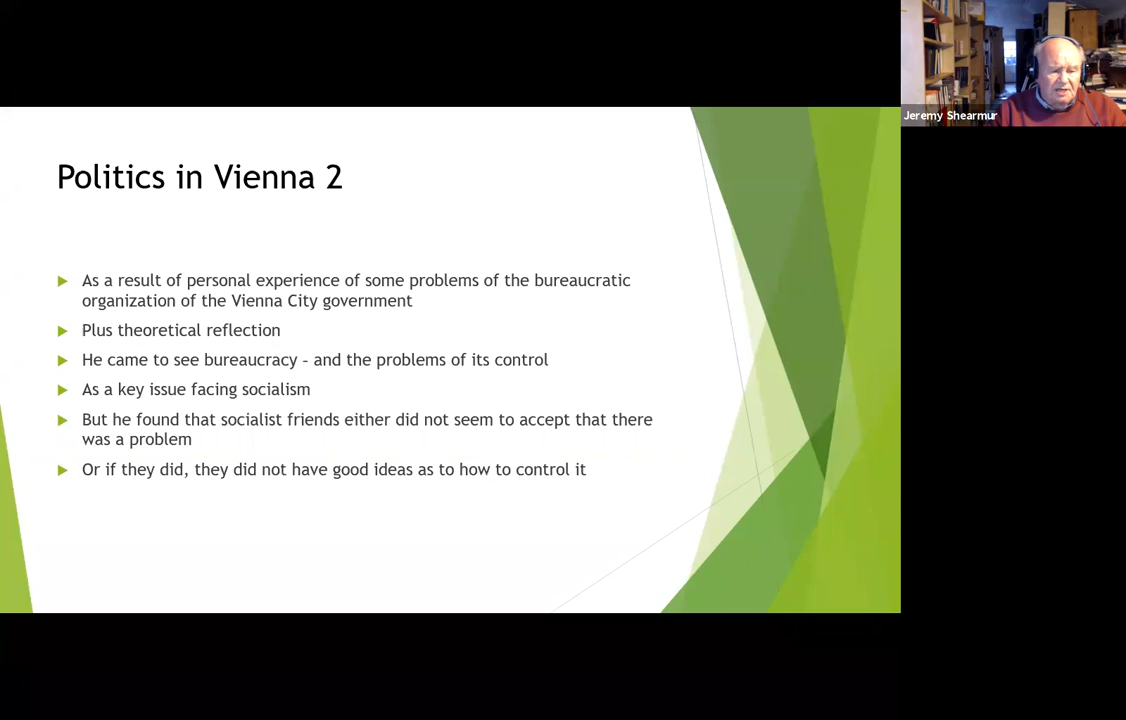 Jeremy Shearmur
Politics in Vienna 2
As a result of personal experience of some problems of the bureaucratic
organization of the Vienna City government
Plus theoretical reflection
He came to see bureaucracy – and the problems of its control
As a key issue facing socialism
But he found that socialist friends either did not seem to accept that there
was a problem
Or if they did, they did not have good ideas as to how to control it